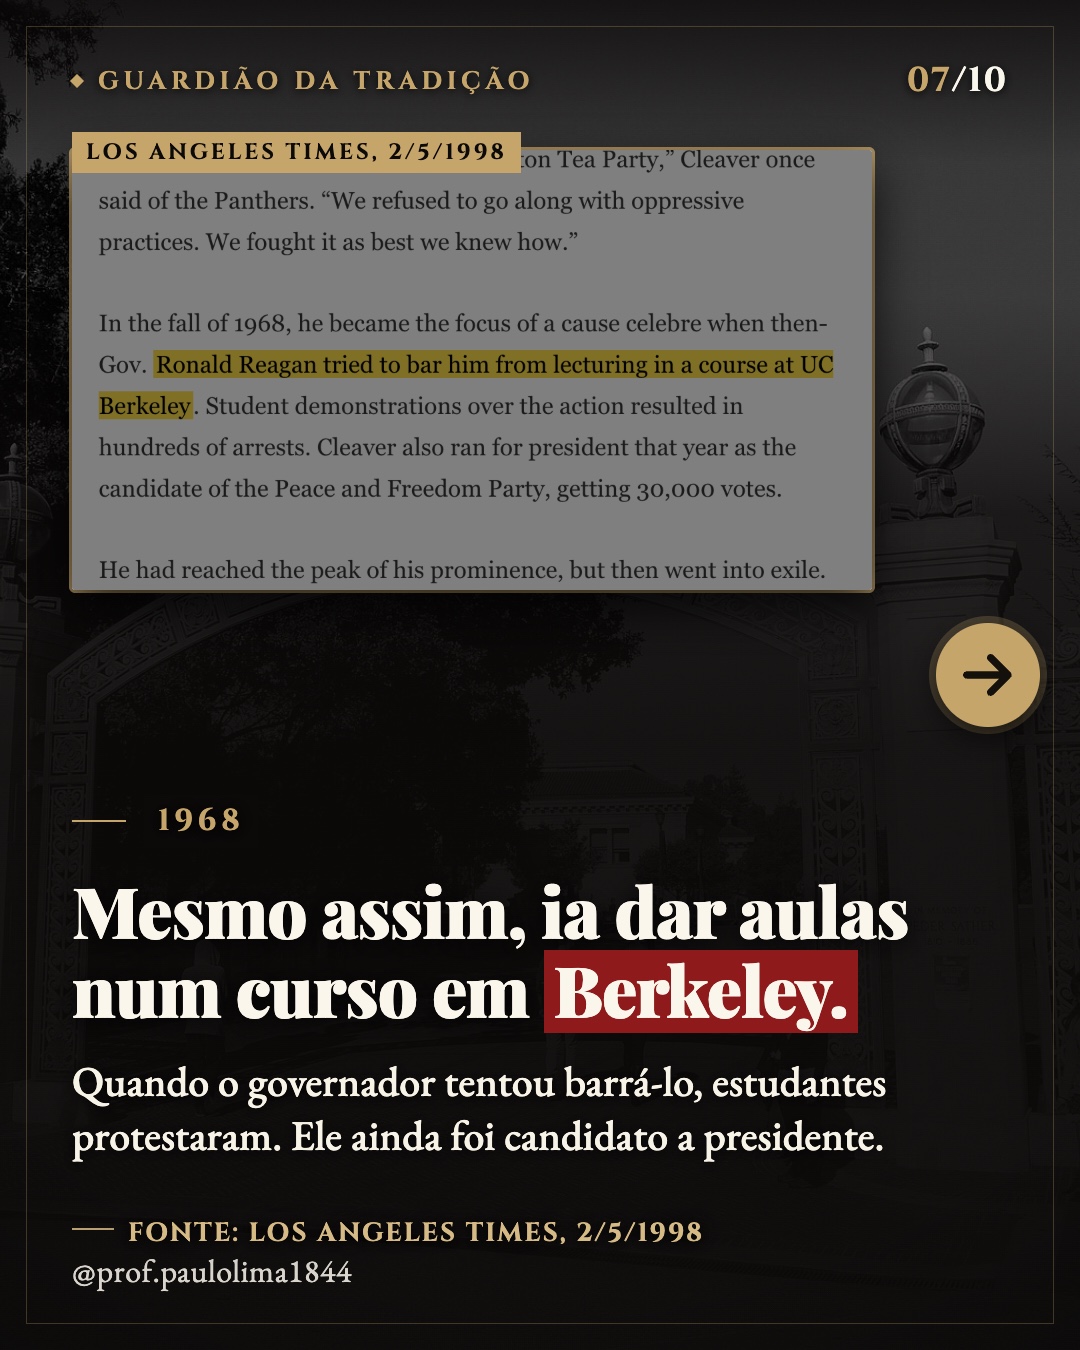 GUARDIÃO DA TRADIÇÃO
07/10
LOS ANGELES TIMES, 2/5/1998
ton Tea Party,” Cleaver once
said of the Panthers. “We refused to go along with oppressive
practices. We fought it as best we knew how.”
In the fall of 1968, he became the focus of a cause celebre when then-
Gov. Ronald Reagan tried to bar him from lecturing in a course at UC
Berkeley. Student demonstrations over the action resulted in
hundreds of arrests. Cleaver also ran for president that year as the
candidate of the Peace and Freedom Party, getting 30,000 votes.
He had reached the peak of his prominence, but then went into exile.
1968
Mesmo assim, ia dar aulas
num curso em Berkeley.
Quando o governador tentou barrá-lo, estudantes
protestaram. Ele ainda foi candidato a presidente.
FONTE: LOS ANGELES TIMES, 2/5/1998
@prof.paulolima1844